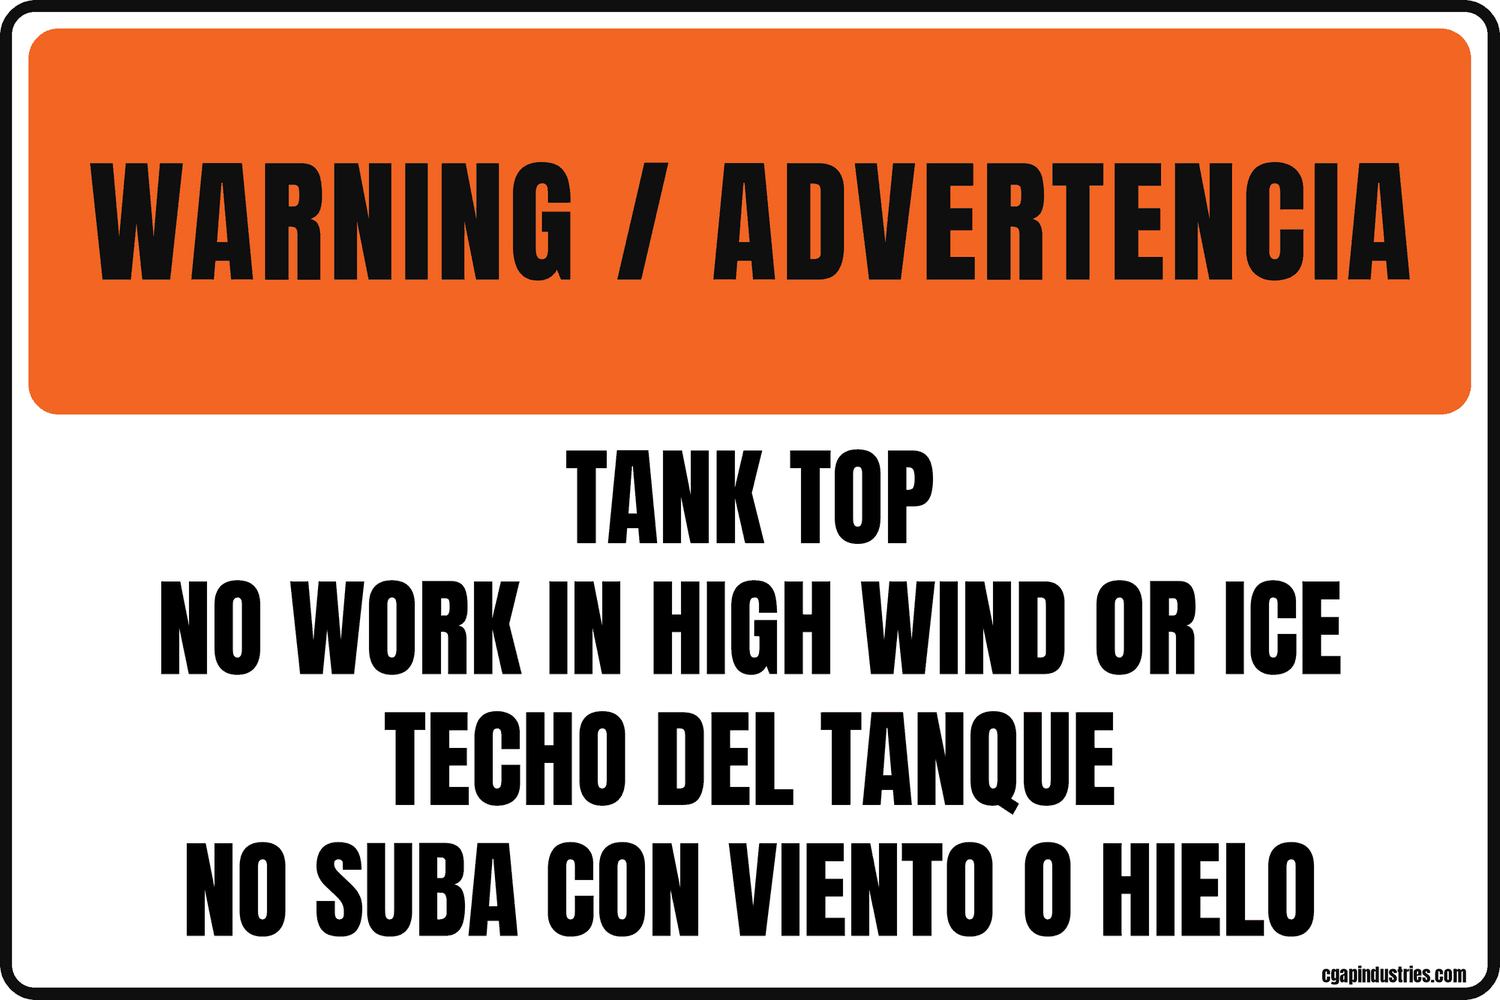 WARNING / ADVERTENCIA
TANK TOP
NO WORK IN HIGH WIND OR ICE
TECHO DEL TANQUE
NO SUBA CON VIENTO O HIELO
cgapindustries.com